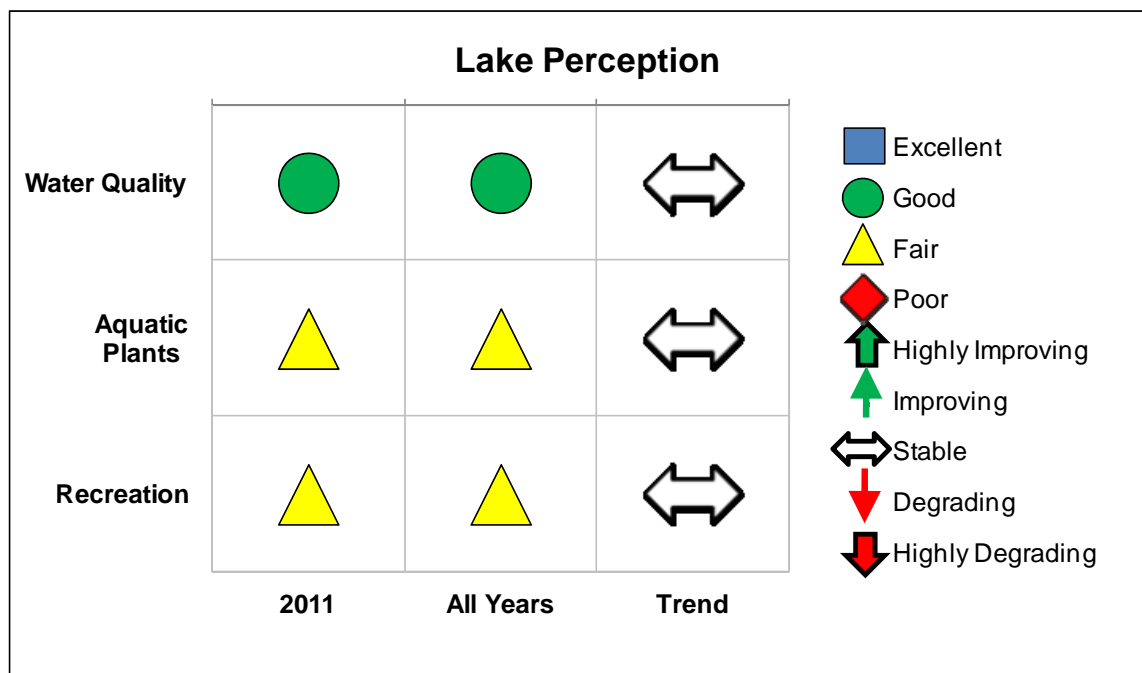 Lake Perception
Water Quality
Aquatic
Plants
Recreation
2011
All Years
Trend
Excellent
Good
Fair
Poor
Highly Improving
Improving
Stable
Degrading
Highly Degrading